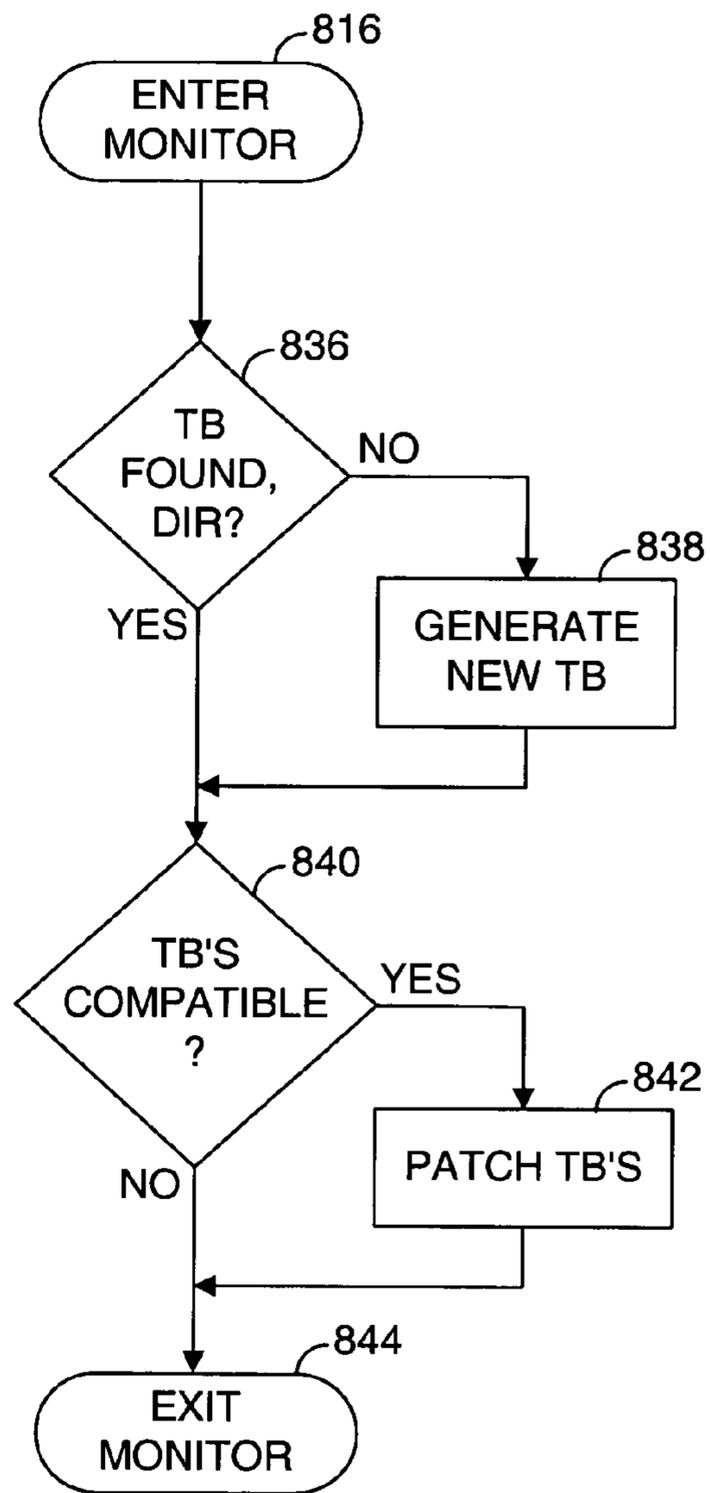 816
ENTER
MONITOR
836
TB
FOUND,
DIR?
NO
YES
838
GENERATE
NEW TB
840
TB'S
COMPATIBLE
?
YES
NO
842
PATCH TB'S
844
EXIT
MONITOR